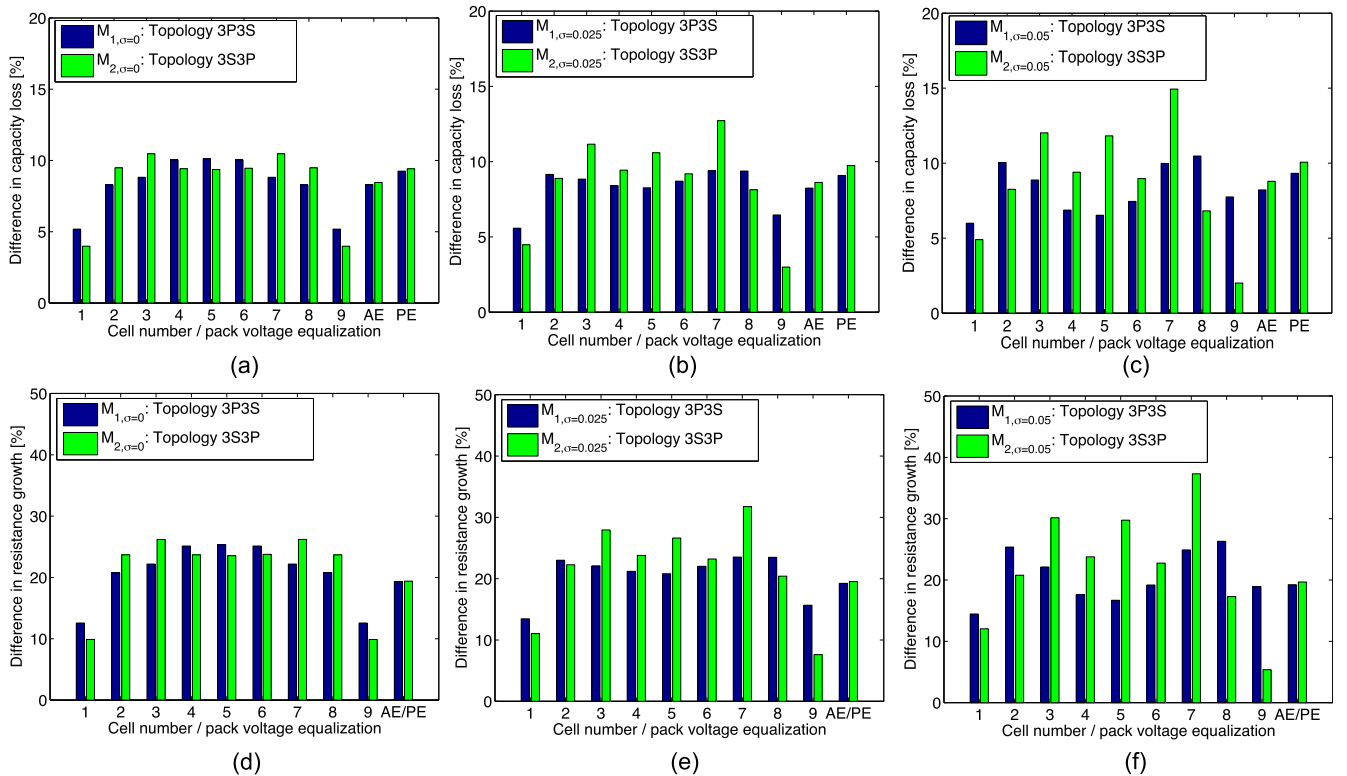 Difference in capacity loss [%]
20
15
10
5
0
M1,σ=0: Topology 3P3S
M2,σ=0: Topology 3S3P
1 2 3 4 5 6 7 8 9 AE PE
Cell number / pack voltage equalization
(a)
Difference in capacity loss [%]
20
15
10
5
0
M1,σ=0.025: Topology 3P3S
M2,σ=0.025: Topology 3S3P
1 2 3 4 5 6 7 8 9 AE PE
Cell number / pack voltage equalization
(b)
Difference in capacity loss [%]
20
15
10
5
0
M1,σ=0.05: Topology 3P3S
M2,σ=0.05: Topology 3S3P
1 2 3 4 5 6 7 8 9 AE PE
Cell number / pack voltage equalization
(c)
Difference in resistance growth [%]
50
40
30
20
10
0
M1,σ=0: Topology 3P3S
M2,σ=0: Topology 3S3P
1 2 3 4 5 6 7 8 9 AE/PE
Cell number / pack voltage equalization
(d)
Difference in resistance growth [%]
50
40
30
20
10
0
M1,σ=0.025: Topology 3P3S
M2,σ=0.025: Topology 3S3P
1 2 3 4 5 6 7 8 9 AE/PE
Cell number / pack voltage equalization
(e)
Difference in resistance growth [%]
50
40
30
20
10
0
M1,σ=0.05: Topology 3P3S
M2,σ=0.05: Topology 3S3P
1 2 3 4 5 6 7 8 9 AE/PE
Cell number / pack voltage equalization
(f)